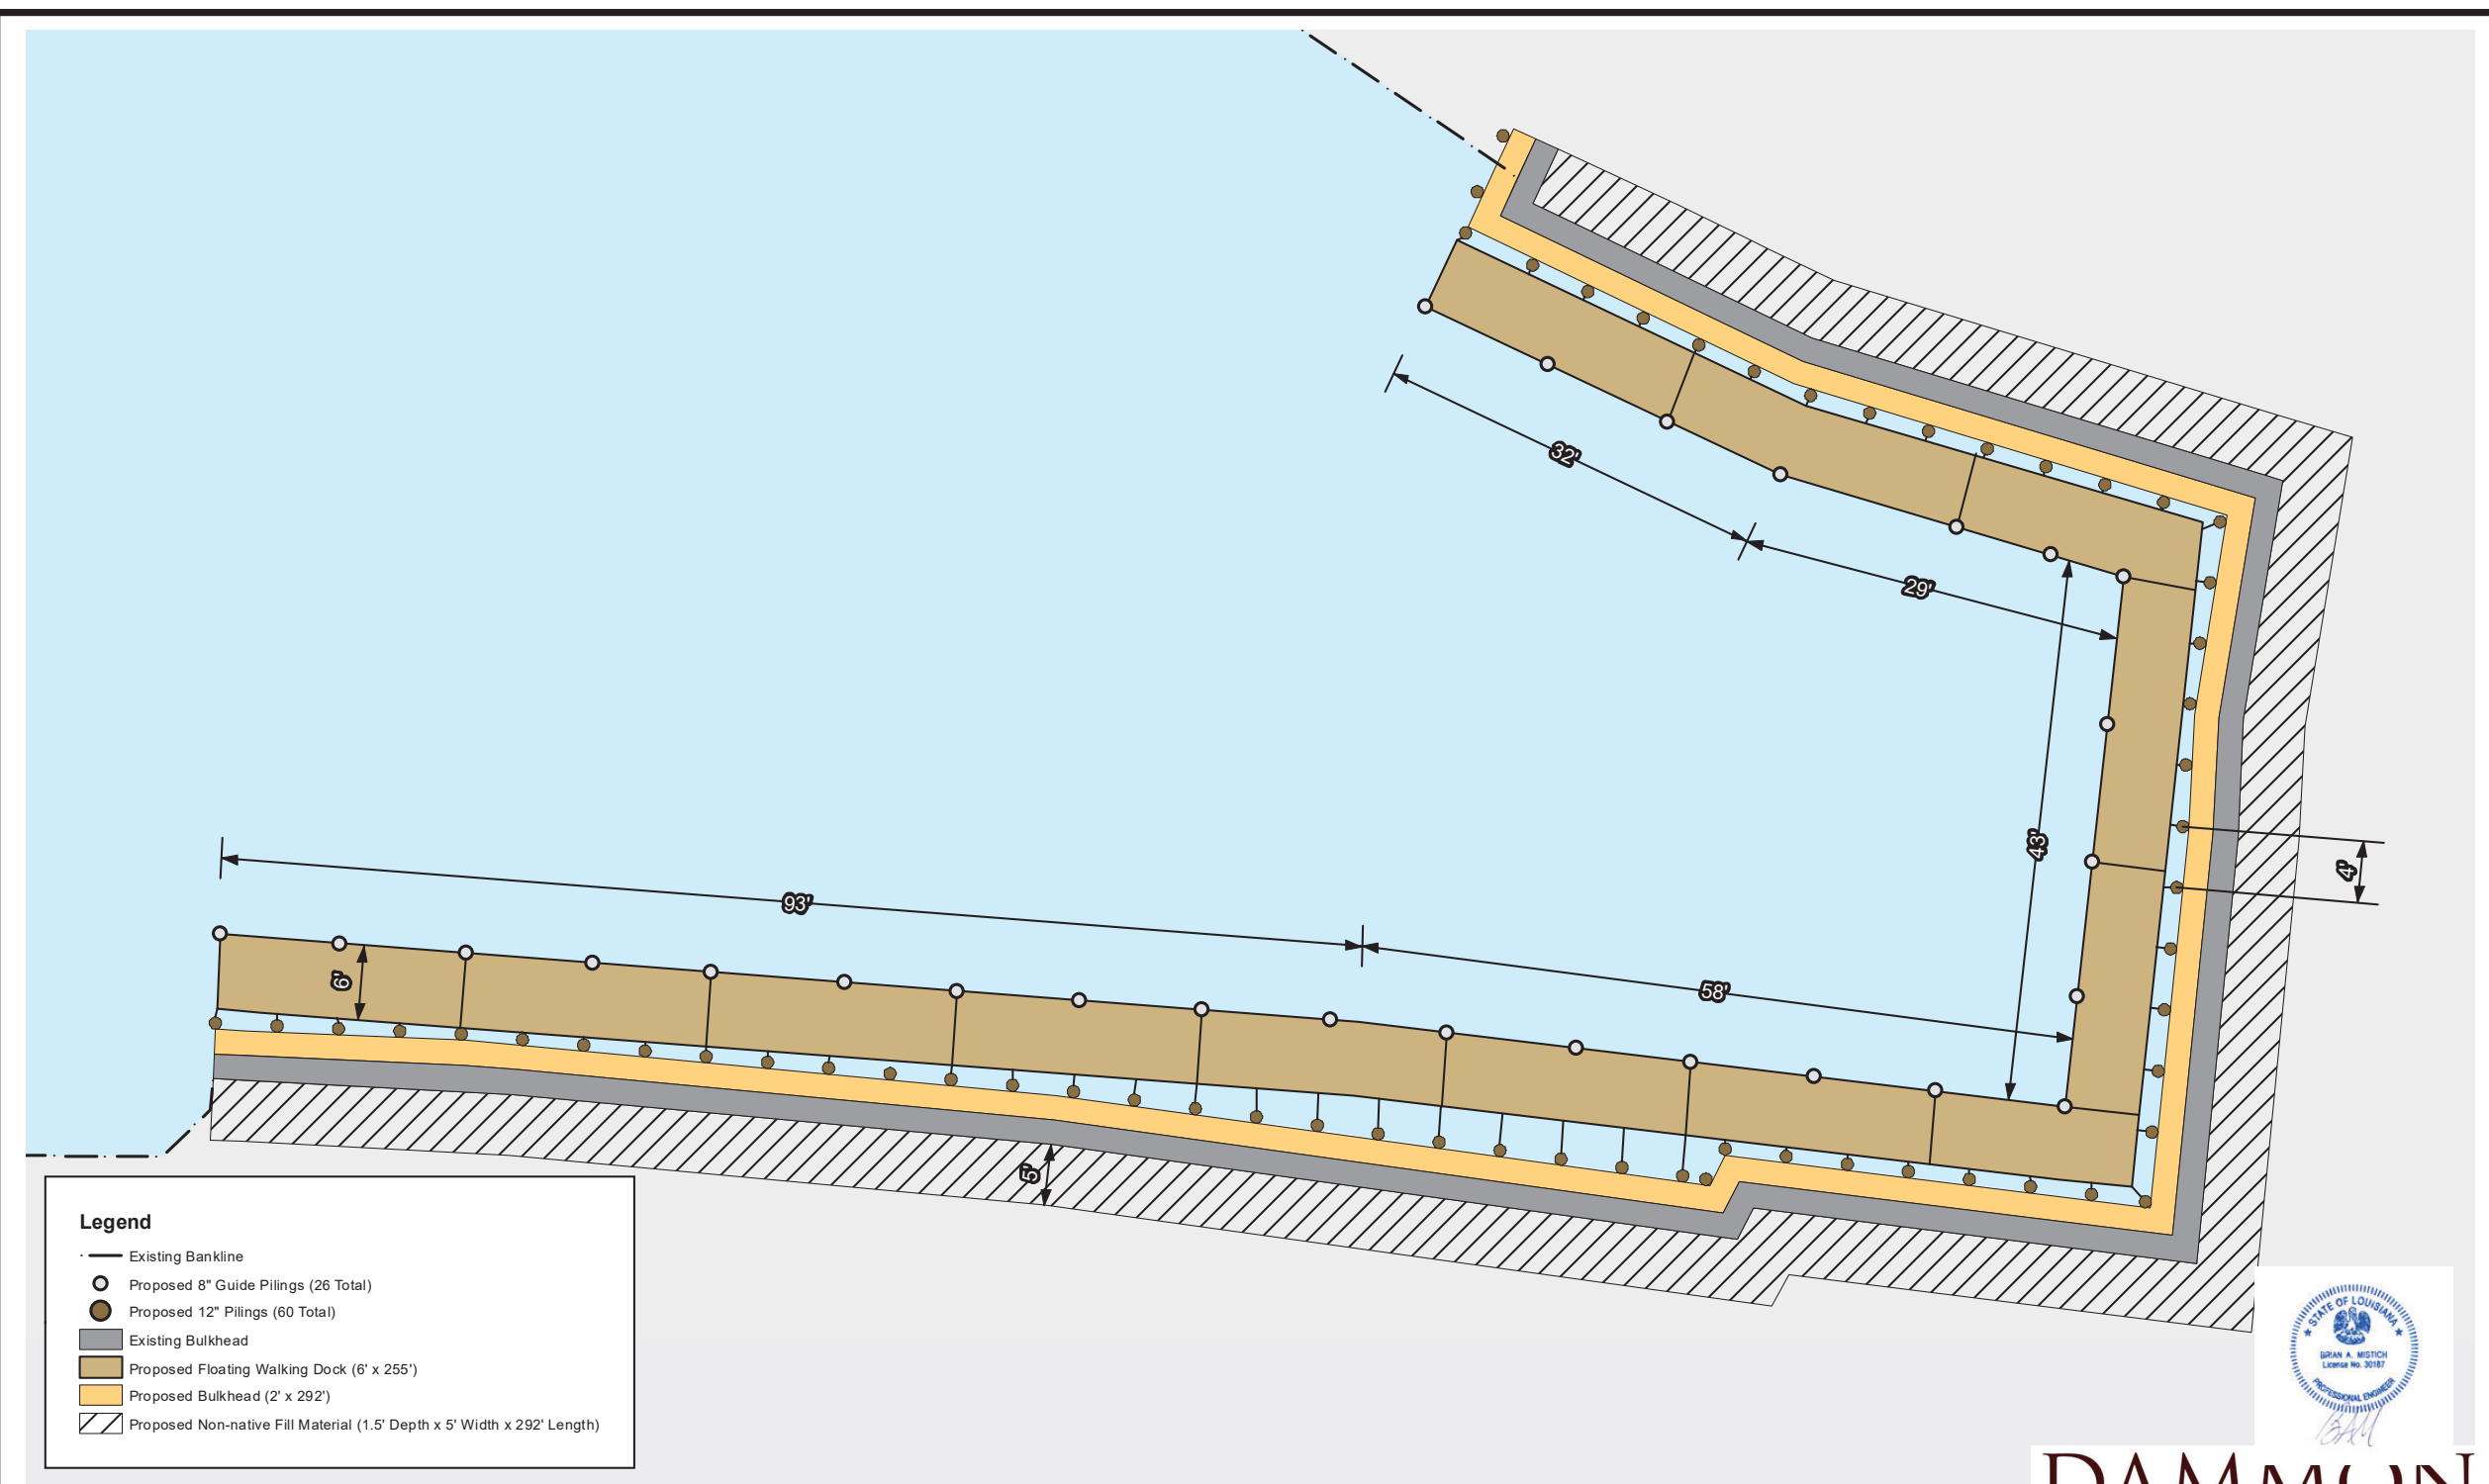 32'
29'
43'
4'
93'
58'
6'
5'
Legend
Existing Bankline
Proposed 8" Guide Pilings (26 Total)
Proposed 12" Pilings (60 Total)
Existing Bulkhead
Proposed Floating Walking Dock (6' x 255')
Proposed Bulkhead (2' x 292')
Proposed Non-native Fill Material (1.5' Depth x 5' Width x 292' Length)
STATE OF LOUISIANA
BRIAN A. MISTICH
License No. 30187
PROFESSIONAL ENGINEER
BAM
DAMMON